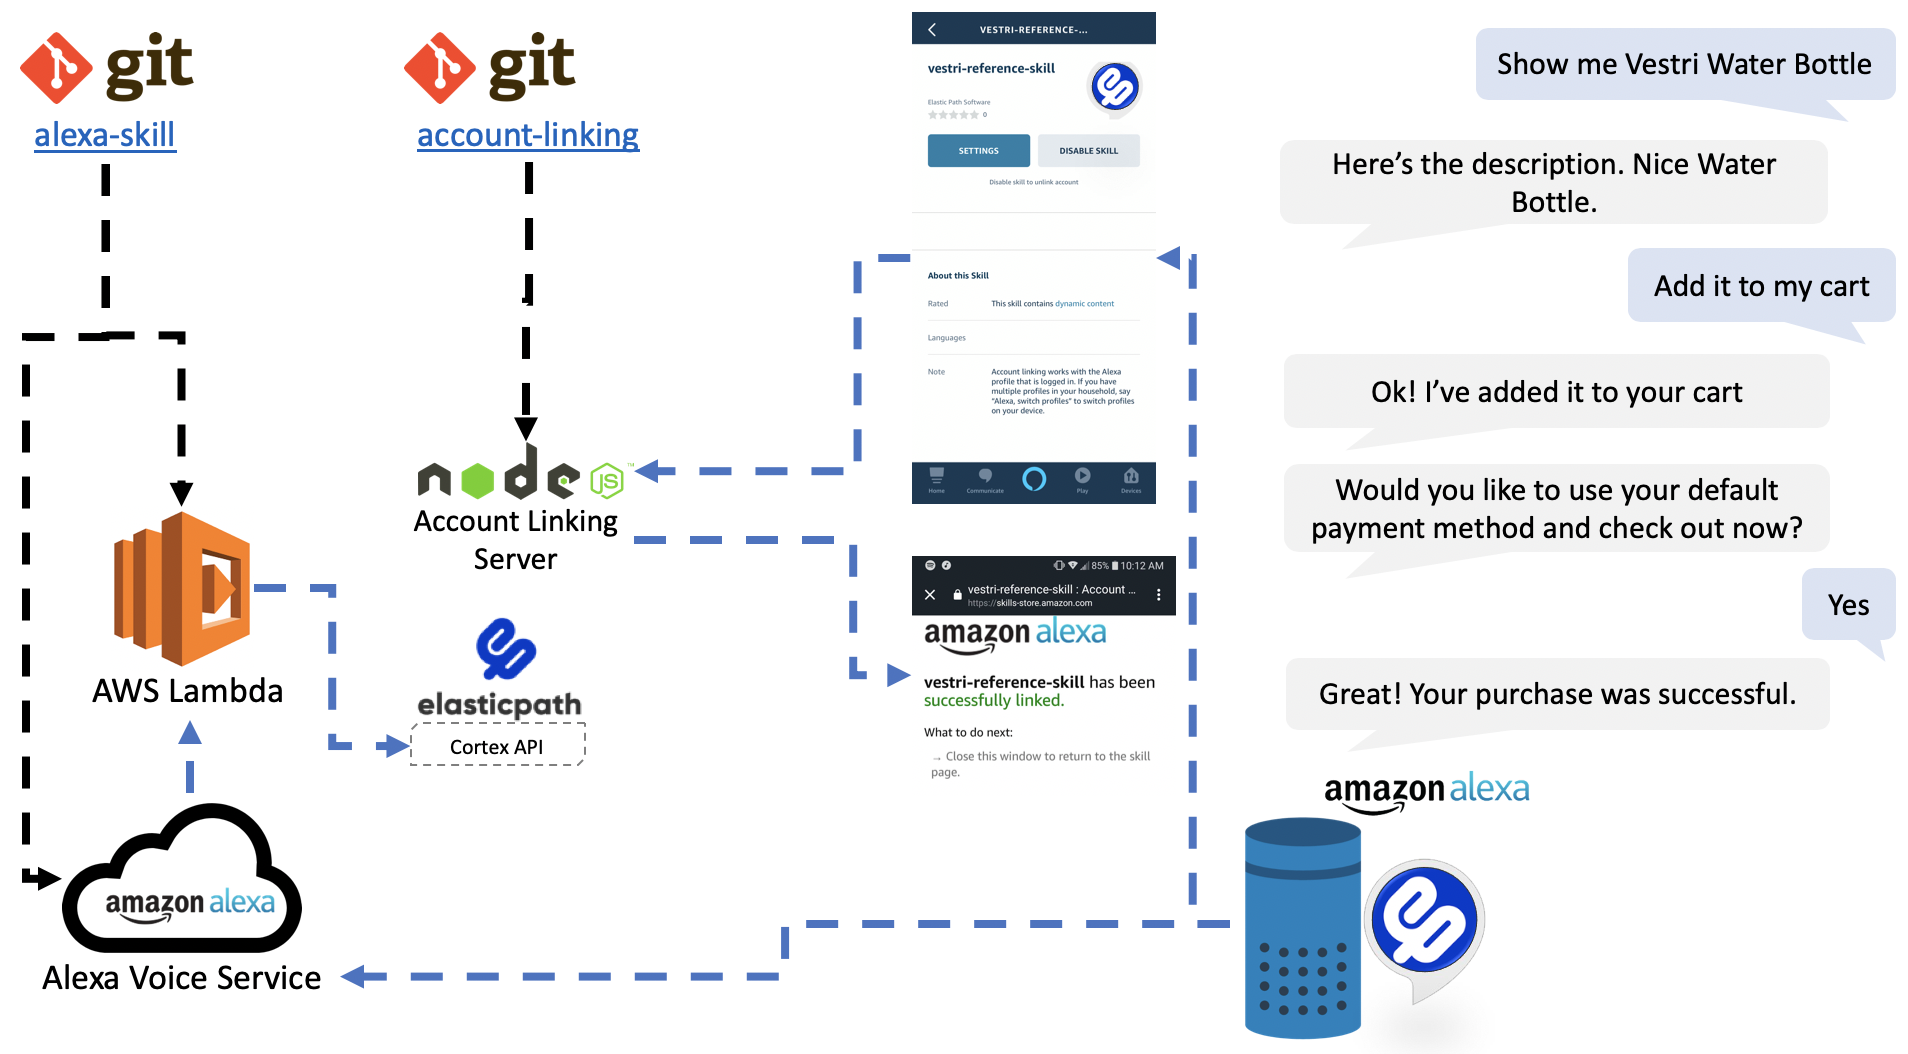 git
alexa-skill
git
account-linking
AWS Lambda
amazon alexa
Alexa Voice Service
node JS™
Account Linking
Server
elasticpath
Cortex API
VESTRI-REFERENCE-...
vestri-reference-skill
Elastic Path Software
0
SETTINGS
DISABLE SKILL
Disable skill to unlink account
About this Skill
Rated
This skill contains dynamic content
Languages
Note
Account linking works with the Alexa
profile that is logged in. If you have
multiple profiles in your household, say
"Alexa, switch profiles" to switch profiles
on your device.
Home
Communicate
Play
Devices
85% 10:12 AM
vestri-reference-skill : Account ...
https://skills-store.amazon.com
amazon alexa
vestri-reference-skill has been
successfully linked.
What to do next:
→ Close this window to return to the skill
page.
Show me Vestri Water Bottle
Here’s the description. Nice Water
Bottle.
Add it to my cart
Ok! I’ve added it to your cart
Would you like to use your default
payment method and check out now?
Yes
Great! Your purchase was successful.
amazon alexa